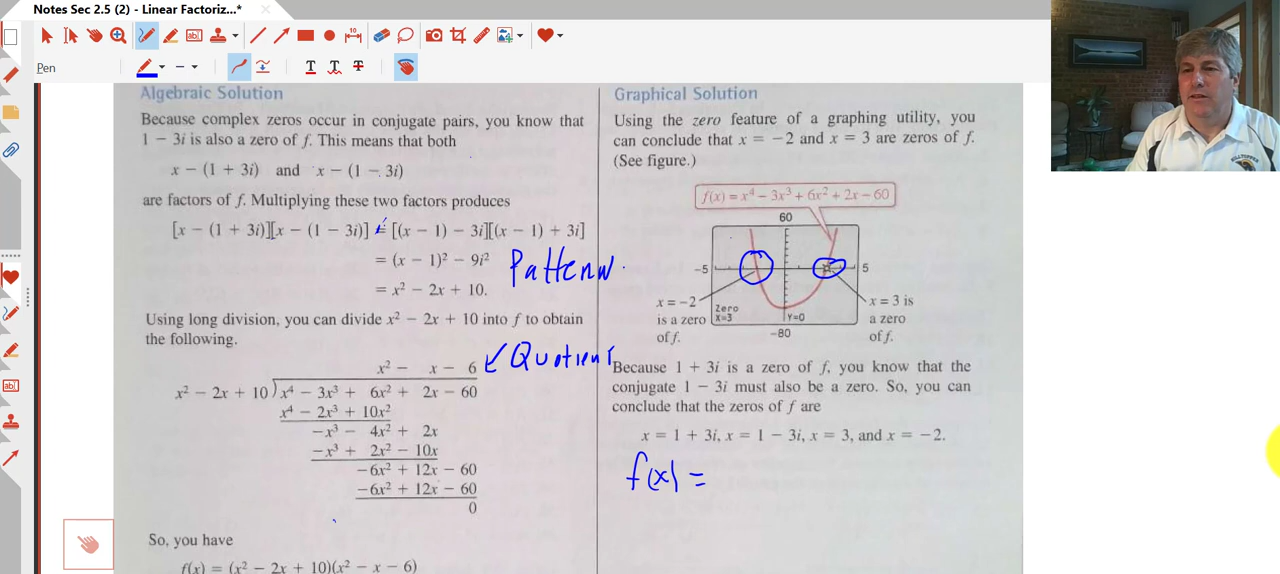 Notes Sec 2.5 (2) - Linear Factoriz...*
Pen
Algebraic Solution
Because complex zeros occur in conjugate pairs, you know that
1 − 3i is also a zero of f. This means that both
x − (1 + 3i) and x − (1 − 3i)
are factors of f. Multiplying these two factors produces
[x − (1 + 3i)][x − (1 − 3i)] = [(x − 1) − 3i][(x − 1) + 3i]
= (x − 1)² − 9i²
Pattern.
= x² − 2x + 10.
Using long division, you can divide x² − 2x + 10 into f to obtain
the following.
x² − x − 6 ↙ Quotient
x² − 2x + 10 ) x⁴ − 3x³ + 6x² + 2x − 60
x⁴ − 2x³ + 10x²
−x³ − 4x² + 2x
−x³ + 2x² − 10x
−6x² + 12x − 60
−6x² + 12x − 60
0
So, you have
f(x) = (x² − 2x + 10)(x² − x − 6)
Graphical Solution
Using the zero feature of a graphing utility, you
can conclude that x = −2 and x = 3 are zeros of f.
(See figure.)
f(x) = x⁴ − 3x³ + 6x² + 2x − 60
60
−5
5
x = −2
is a zero
of f.
Zero
X=3
Y=0
−80
x = 3 is
a zero
of f.
Because 1 + 3i is a zero of f, you know that the
conjugate 1 − 3i must also be a zero. So, you can
conclude that the zeros of f are
x = 1 + 3i, x = 1 − 3i, x = 3, and x = −2.
f(x) =